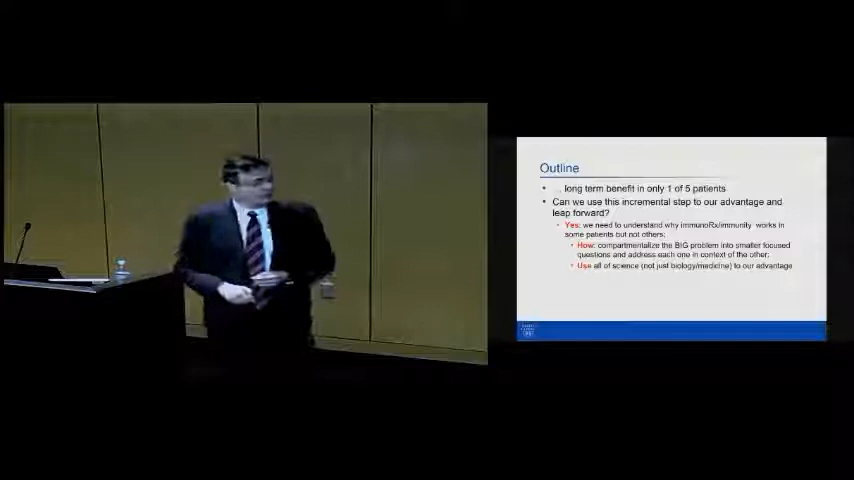 Outline
• … long term benefit in only 1 of 5 patients
• Can we use this incremental step to our advantage and
leap forward?
• Yes: we need to understand why immunoRx/immunity works in
some patients but not others;
• How: compartmentalize the BIG problem into smaller focused
questions and address each one in context of the other;
• Use all of science (not just biology/medicine) to our advantage